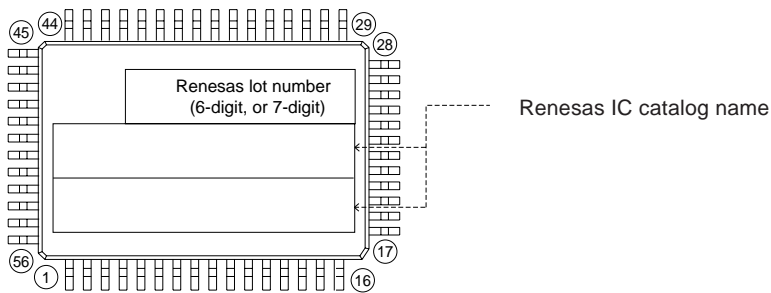 44
29
45
28
Renesas lot number
(6-digit, or 7-digit)
Renesas IC catalog name
56
17
1
16